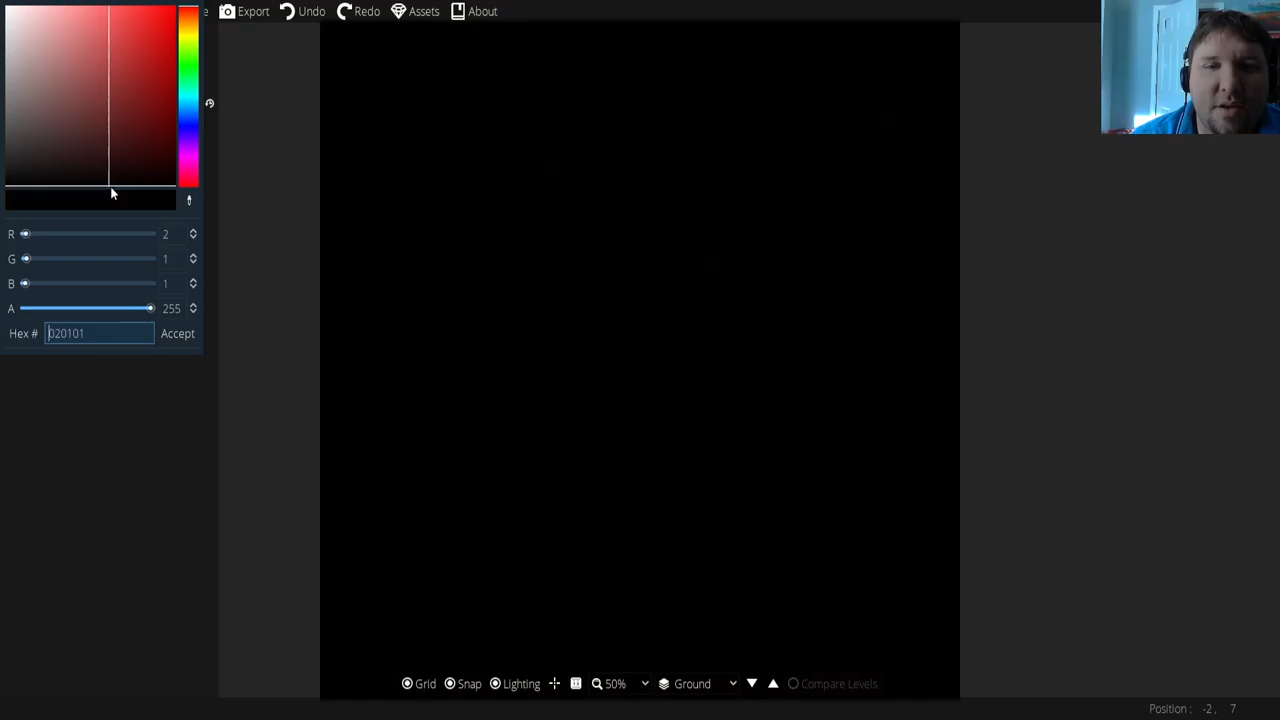 Export Undo Redo Assets About
R 2
G 1
B 1
A 255
Hex # 020101 Accept
Grid Snap Lighting 50% Ground Compare Levels
Position : -2, 7